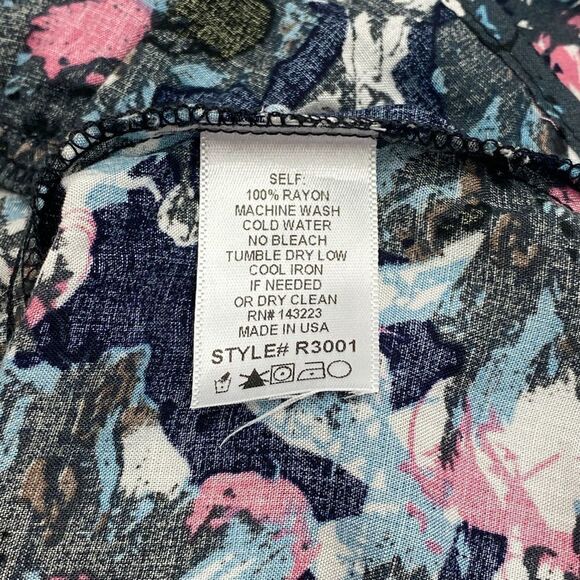 SELF:
100% RAYON
MACHINE WASH
COLD WATER
NO BLEACH
TUMBLE DRY LOW
COOL IRON
IF NEEDED
OR DRY CLEAN
RN# 143223
MADE IN USA
STYLE# R3001